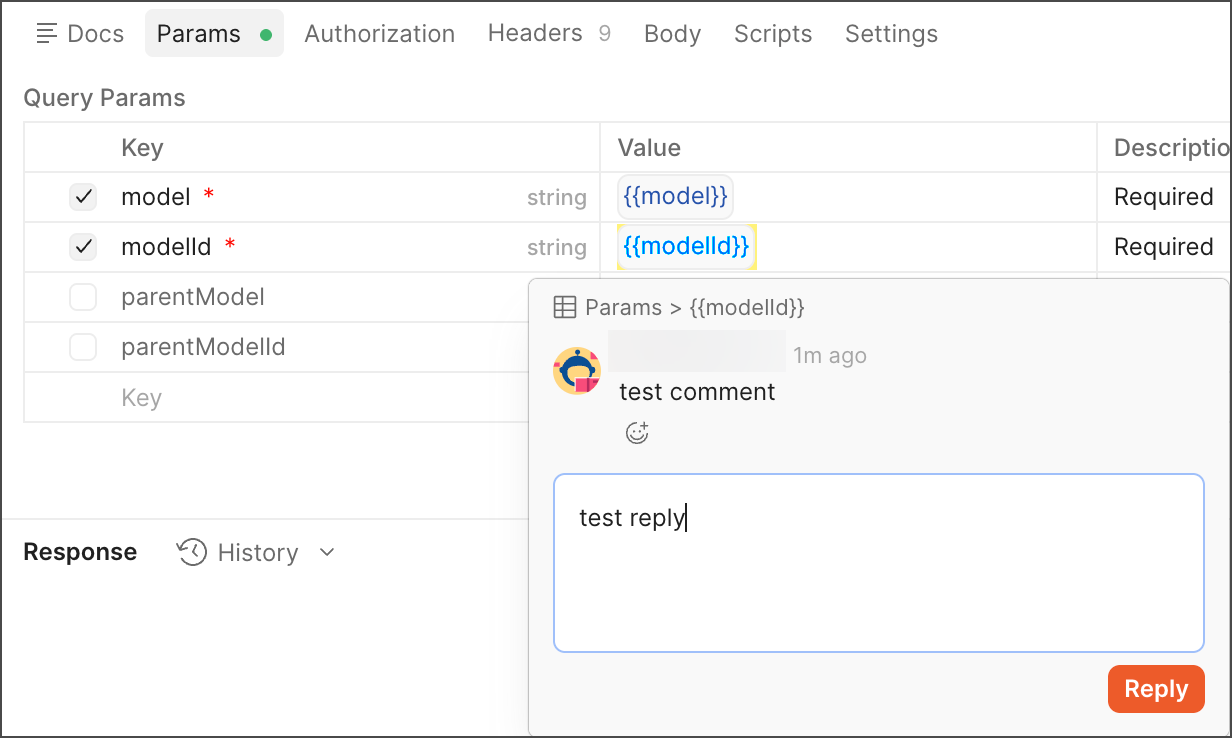 Docs Params Authorization Headers 9 Body Scripts Settings
Query Params
Key Value Descriptio
model * string {{model}} Required
modelId * string {{modelId}} Required
parentModel
parentModelId
Key
Params > {{modelId}}
1m ago
test comment
test reply
Reply
Response History